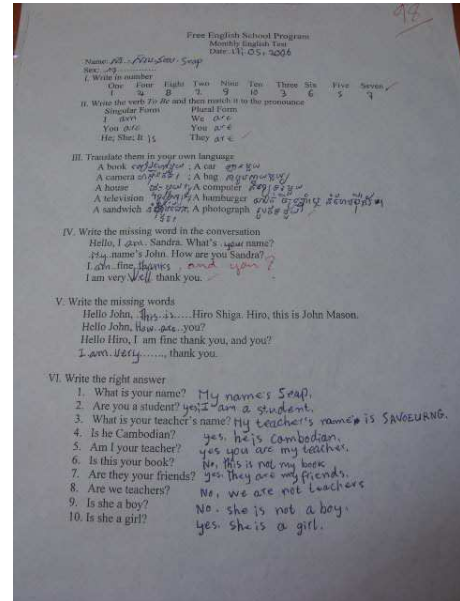 98
Free English School Program
Monthly English Test
Date 2006
Name: Seap
Sex:
I. Write in number
One Four Eight Two Nine Ten Three Six Five Seven
1 4 8 2 9 10 3 6 5 7
II. Write the verb To Be and then match it to the pronounce
Singular Form Plural Form
I am We are
You are You are
He; She; It is They are
III. Translate them in your own language
A book ; A car
A camera ; A bag
A house ; A computer
A television A hamburger
A sandwich ; A photograph
IV. Write the missing word in the conversation
Hello, I am. Sandra. What's .your name?
My name's John. How are you Sandra?
I am fine thanks . and you ?
I am very well thank you.
V. Write the missing words
Hello John, .This is.....Hiro Shiga. Hiro, this is John Mason.
Hello John, How are you?
Hello Hiro, I am fine thank you, and you?
I am very......., thank you.
VI. Write the right answer
1. What is your name? My name's Seap.
2. Are you a student? yes, I am a student.
3. What is your teacher's name? My teacher's name is SAVOEURNG.
4. Is he Cambodian? yes. he is cambodian.
5. Am I your teacher? yes you are my teacher.
6. Is this your book? No, this is not my book
7. Are they your friends? yes. they are my friends.
8. Are we teachers? No, we are not teachers
9. Is she a boy? No. she is not a boy.
10. Is she a girl? yes. she is a girl.